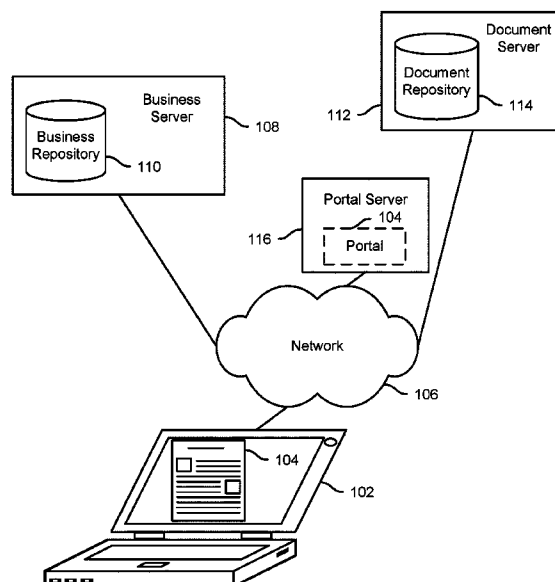 Document
Server
Document
Repository
112
114
Business
Server
108
Business
Repository
110
Portal Server
104
116
Portal
Network
106
104
102